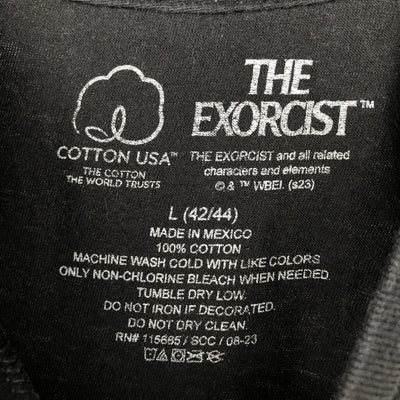 THE
EXORCIST™
COTTON USA™
THE COTTON
THE WORLD TRUSTS
THE EXORCIST and all related
characters and elements
© & ™ WBEI. (s23)
L (42/44)
MADE IN MEXICO
100% COTTON
MACHINE WASH COLD WITH LIKE COLORS
ONLY NON-CHLORINE BLEACH WHEN NEEDED.
TUMBLE DRY LOW.
DO NOT IRON IF DECORATED.
DO NOT DRY CLEAN.
RN# 115685 / SCC / 08-23